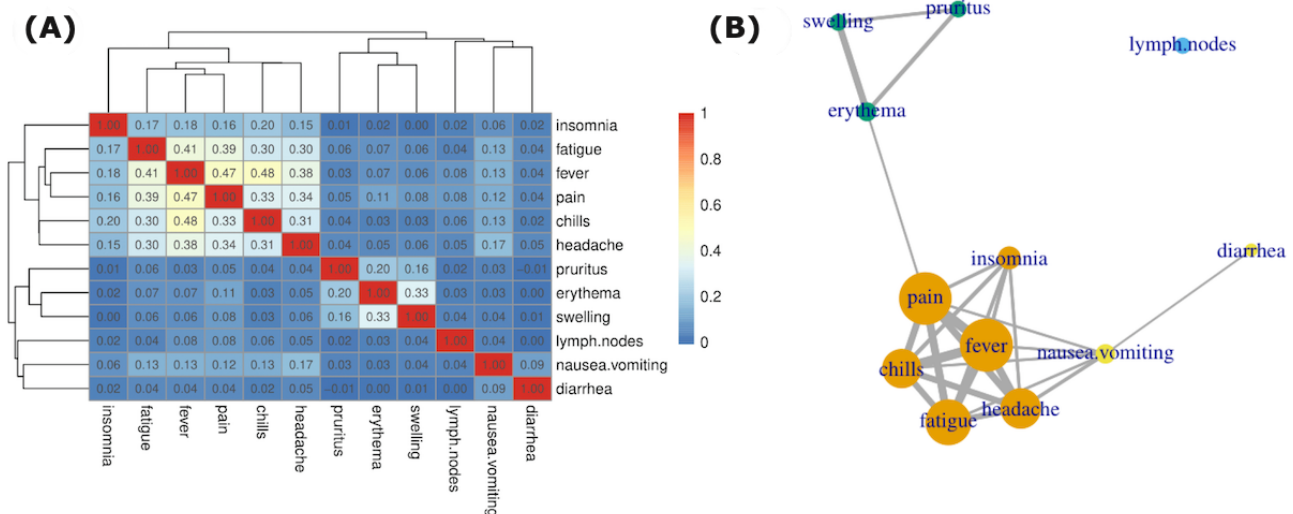 (A)
1.00 0.17 0.18 0.16 0.20 0.15 0.01 0.02 0.00 0.02 0.06 0.02 insomnia
0.17 1.00 0.41 0.39 0.30 0.30 0.06 0.07 0.06 0.04 0.13 0.04 fatigue
0.18 0.41 1.00 0.47 0.48 0.38 0.03 0.07 0.06 0.08 0.13 0.04 fever
0.16 0.39 0.47 1.00 0.33 0.34 0.05 0.11 0.08 0.08 0.12 0.04 pain
0.20 0.30 0.48 0.33 1.00 0.31 0.04 0.03 0.03 0.06 0.13 0.02 chills
0.15 0.30 0.38 0.34 0.31 1.00 0.04 0.05 0.06 0.05 0.17 0.05 headache
0.01 0.06 0.03 0.05 0.04 0.04 1.00 0.20 0.16 0.02 0.03 −0.01 pruritus
0.02 0.07 0.07 0.11 0.03 0.05 0.20 1.00 0.33 0.03 0.03 0.00 erythema
0.00 0.06 0.06 0.08 0.03 0.06 0.16 0.33 1.00 0.04 0.04 0.01 swelling
0.02 0.04 0.08 0.08 0.06 0.05 0.02 0.03 0.04 1.00 0.04 0.00 lymph.nodes
0.06 0.13 0.13 0.12 0.13 0.17 0.03 0.03 0.04 0.04 1.00 0.09 nausea.vomiting
0.02 0.04 0.04 0.04 0.02 0.05 −0.01 0.00 0.01 0.00 0.09 1.00 diarrhea
insomnia
fatigue
fever
pain
chills
headache
pruritus
erythema
swelling
lymph.nodes
nausea.vomiting
diarrhea
1
0.8
0.6
0.4
0.2
0
(B)
swelling
pruritus
lymph.nodes
erythema
insomnia
diarrhea
pain
fever
nausea.vomiting
chills
headache
fatigue